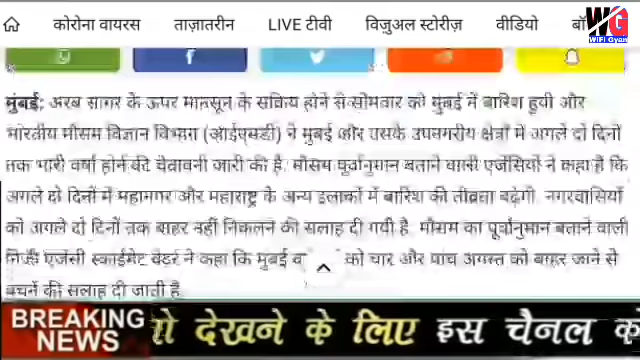 कोरोना वायरस ताज़ातरीन LIVE टीवी विज़ुअल स्टोरीज़ वीडियो
WG
WiFi Gyan
मुंबई: अरब सागर के ऊपर मानसून के सक्रिय होने से सोमवार को मुंबई में बारिश हुयी और
भारतीय मौसम विज्ञान विभाग (आईएमडी) ने मुंबई और उसके उपनगरीय क्षेत्रों में अगले दो दिनों
तक भारी वर्षा होने की चेतावनी जारी की है. मौसम पूर्वानुमान बताने वाली एजेंसियों ने कहा है कि
अगले दो दिनों में महानगर और महाराष्ट्र के अन्य इलाकों में बारिश की तीव्रता बढ़ेगी. नगरवासियों
को अगले दो दिनों तक बाहर नहीं निकलने की सलाह दी गयी है. मौसम का पूर्वानुमान बताने वाली
निजी एजेंसी स्काईमेट वेदर ने कहा कि मुंबई को चार और पांच अगस्त को बाहर जाने से
बचने की सलाह दी जाती है.
BREAKING
NEWS
देखने के लिए इस चैनल को